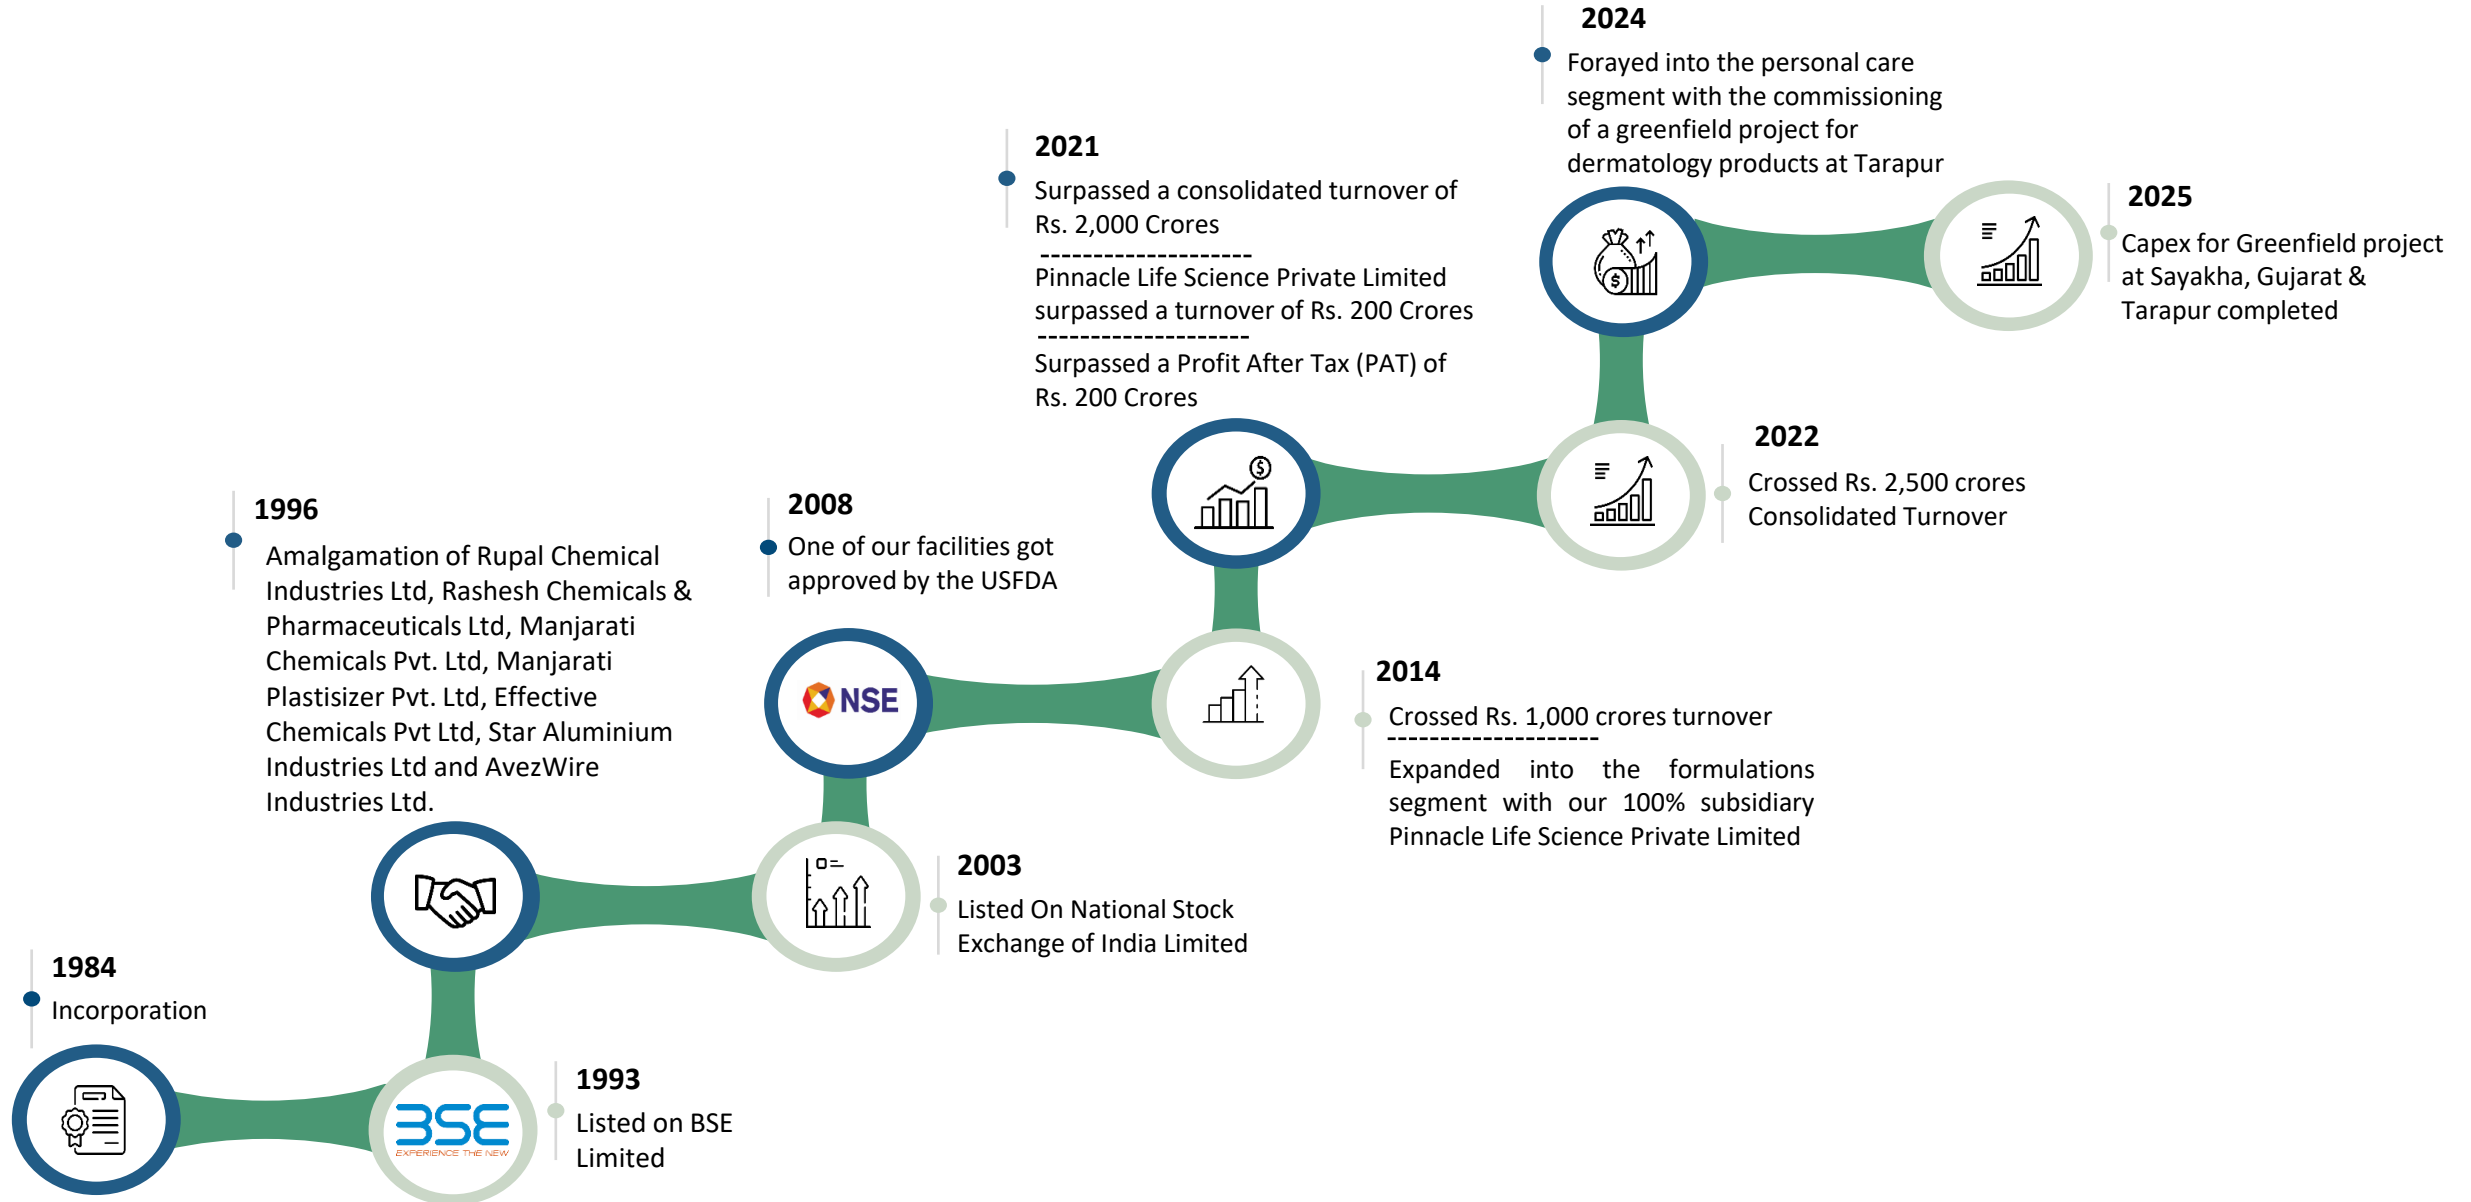 2024
Forayed into the personal care
segment with the commissioning
of a greenfield project for
dermatology products at Tarapur
2021
Surpassed a consolidated turnover of
Rs. 2,000 Crores
--------------------
Pinnacle Life Science Private Limited
surpassed a turnover of Rs. 200 Crores
--------------------
Surpassed a Profit After Tax (PAT) of
Rs. 200 Crores
2025
Capex for Greenfield project
at Sayakha, Gujarat &
Tarapur completed
2022
Crossed Rs. 2,500 crores
Consolidated Turnover
1996
Amalgamation of Rupal Chemical
Industries Ltd, Rashesh Chemicals &
Pharmaceuticals Ltd, Manjarati
Chemicals Pvt. Ltd, Manjarati
Plastisizer Pvt. Ltd, Effective
Chemicals Pvt Ltd, Star Aluminium
Industries Ltd and AvezWire
Industries Ltd.
2008
One of our facilities got
approved by the USFDA
NSE
2014
Crossed Rs. 1,000 crores turnover
--------------------
Expanded into the formulations
segment with our 100% subsidiary
Pinnacle Life Science Private Limited
2003
Listed On National Stock
Exchange of India Limited
1984
Incorporation
BSE
EXPERIENCE THE NEW
1993
Listed on BSE
Limited